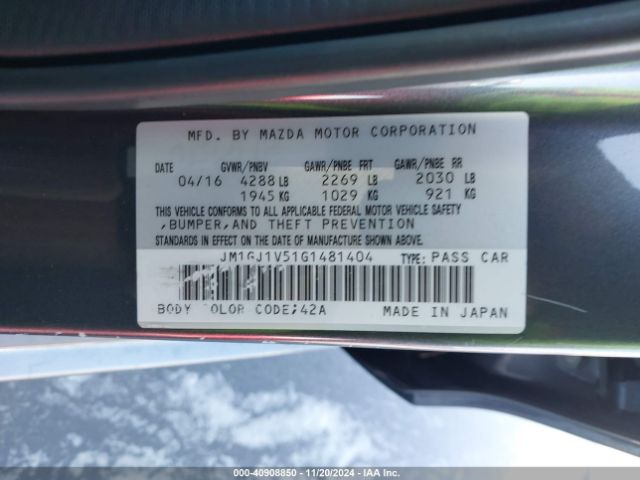 MFD. BY MAZDA MOTOR CORPORATION
DATE GVWR/PNBV GAWR/PNBE FRT GAWR/PNBE RR
04/16 4288 LB 2269 LB 2030 LB
1945 KG 1029 KG 921 KG
THIS VEHICLE CONFORMS TO ALL APPLICABLE FEDERAL MOTOR VEHICLE SAFETY
,BUMPER,AND THEFT PREVENTION
STANDARDS IN EFFECT ON THE DATE OF MANUFACTURE SHOWN ABOVE.
JM1GJ1V51G1481404 TYPE: PASS CAR
BODY COLOR CODE;42A MADE IN JAPAN
000-40908850 | 11/20/2024 | IAA Inc.